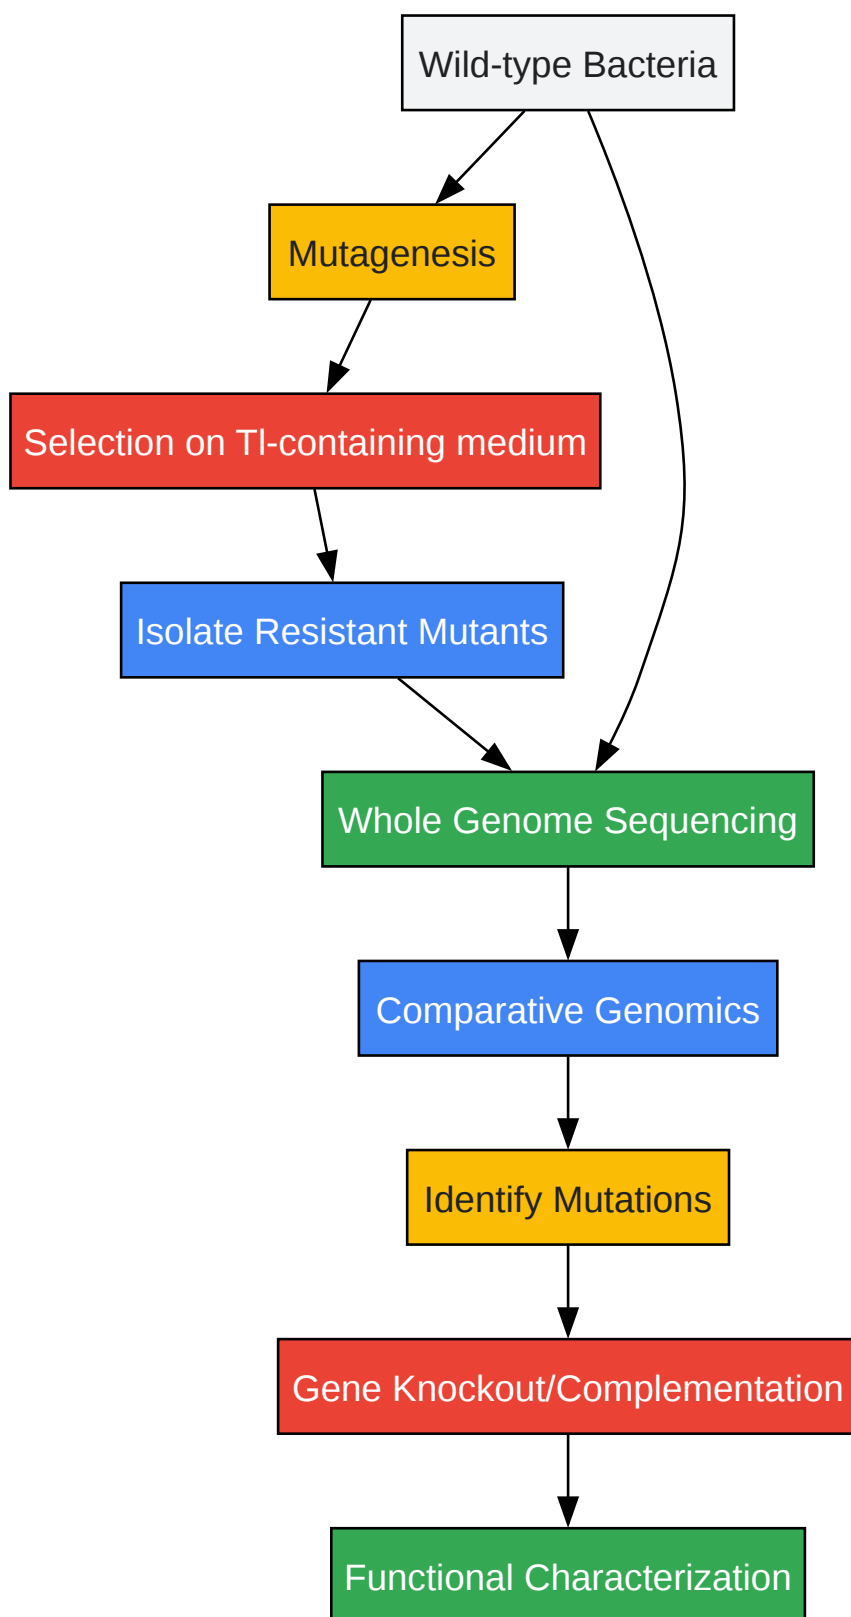 Wild-type Bacteria
Mutagenesis
Selection on Tl-containing medium
Isolate Resistant Mutants
Whole Genome Sequencing
Comparative Genomics
Identify Mutations
Gene Knockout/Complementation
Functional Characterization